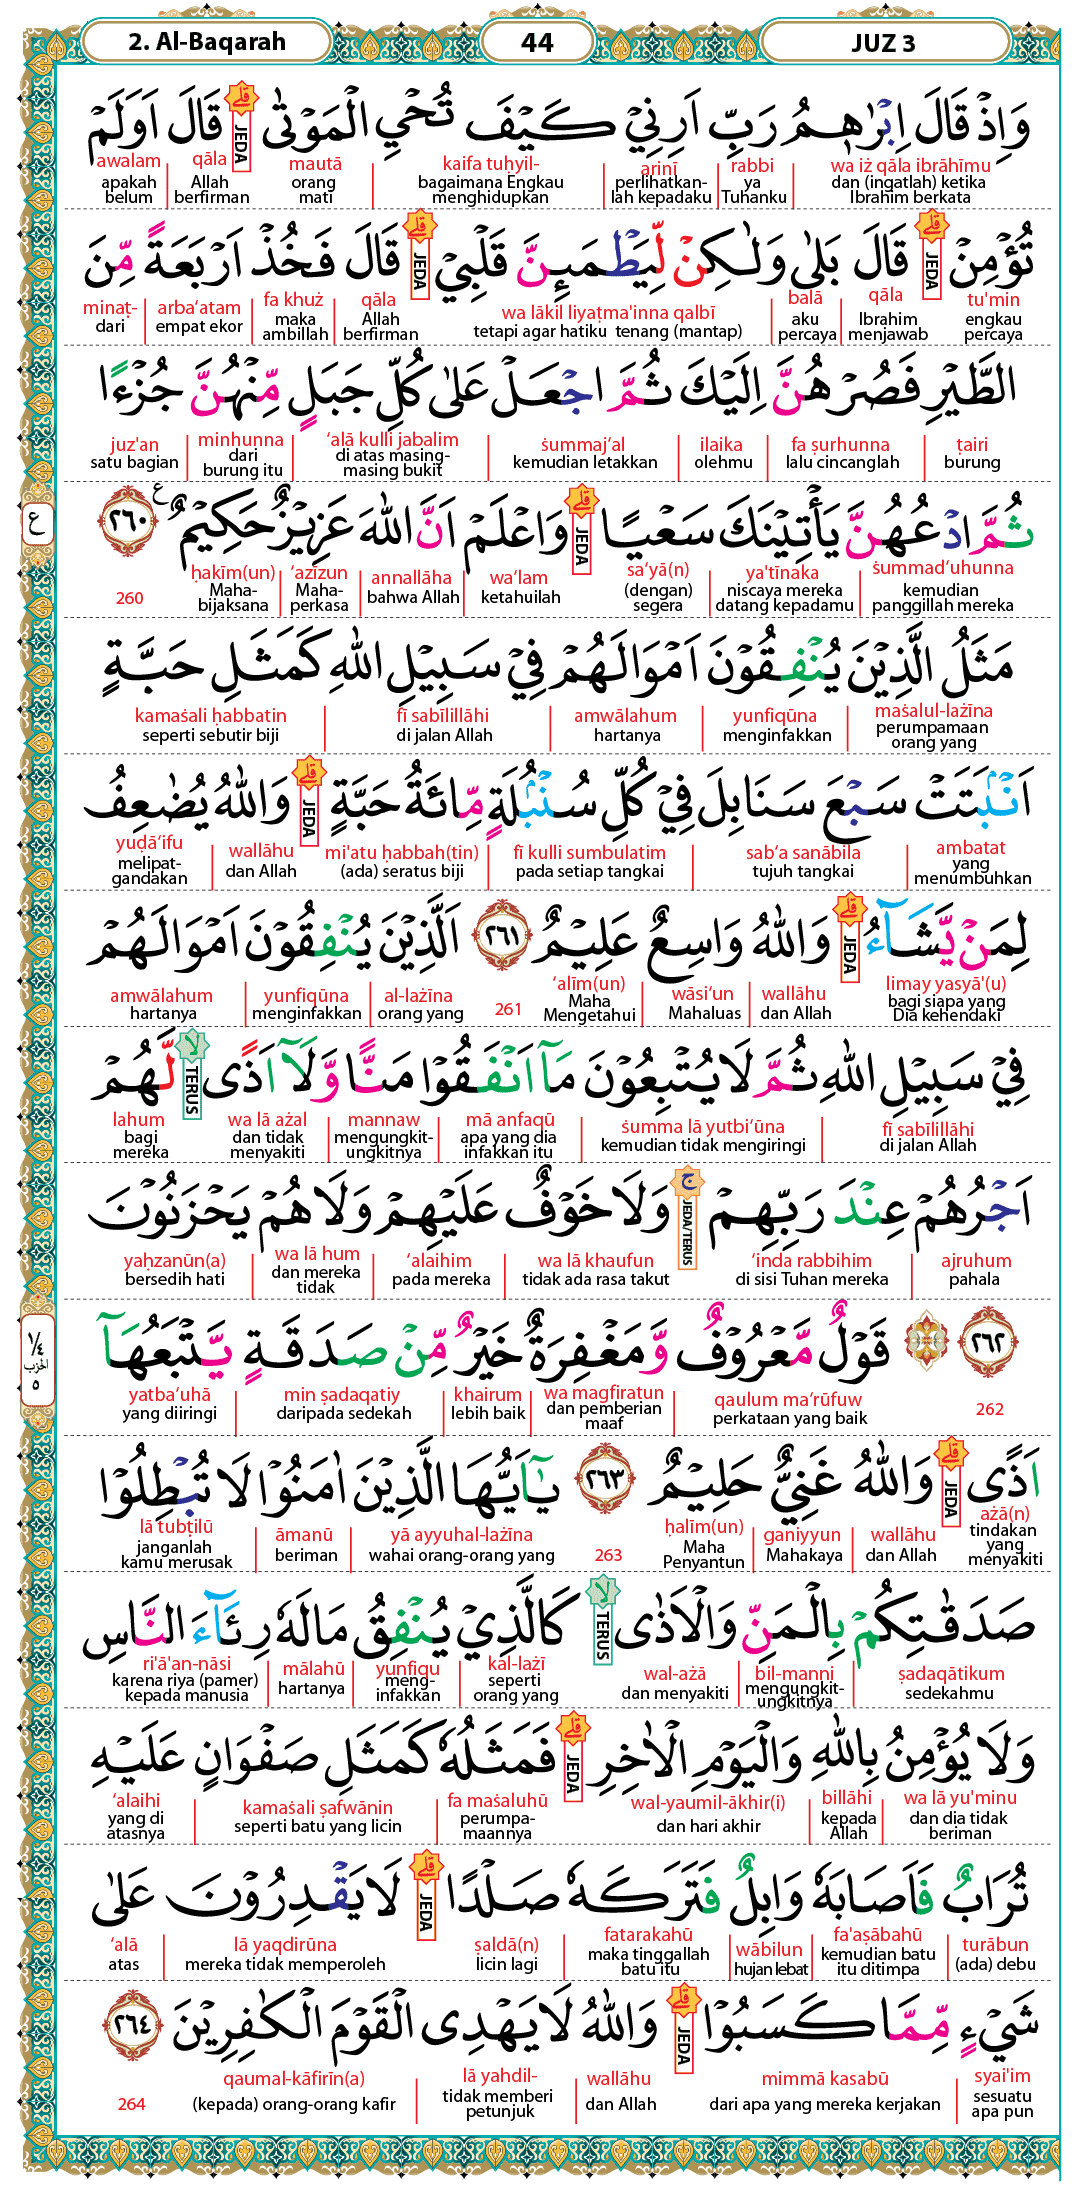 2. Al-Baqarah
44
JUZ 3
وَاِذْ قَالَ اِبْرٰهٖمُ رَبِّ اَرِنِيْ كَيْفَ تُحْيِ الْمَوْتٰى ۗقَالَ اَوَلَمْ
JEDA
wa iż qāla ibrāhīmu rabbi arinī kaifa tuḥyil- mautā qāla awalam
dan (ingatlah) ketika ya perlihatkan- bagaimana Engkau orang Allah apakah
Ibrahim berkata Tuhanku lah kepadaku menghidupkan mati berfirman belum
تُؤْمِنْ ۗقَالَ بَلٰى وَلٰكِنْ لِّيَطْمَىِٕنَّ قَلْبِيْ ۗقَالَ فَخُذْ اَرْبَعَةً مِّنَ
JEDA JEDA
tu'min qāla balā wa lākil liyaṭma'inna qalbī qāla fa khuż arba‘atam minaṭ-
engkau Ibrahim aku tetapi agar hatiku tenang (mantap) Allah maka empat ekor dari
percaya menjawab percaya berfirman ambillah
الطَّيْرِ فَصُرْهُنَّ اِلَيْكَ ثُمَّ اجْعَلْ عَلٰى كُلِّ جَبَلٍ مِّنْهُنَّ جُزْءًا
ṭairi fa ṣurhunna ilaika ṡummaj‘al ‘alā kulli jabalim minhunna juz'an
burung lalu cincanglah olehmu kemudian letakkan di atas masing- dari satu bagian
masing bukit burung itu
ثُمَّ ادْعُهُنَّ يَأْتِيْنَكَ سَعْيًا ۗوَاعْلَمْ اَنَّ اللّٰهَ عَزِيْزٌ حَكِيْمٌ ࣖ ٢٦٠
JEDA
ع
ṡummad‘uhunna ya'tīnaka sa‘yā(n) wa‘lam annallāha ‘azīzun ḥakīm(un)
kemudian niscaya mereka (dengan) ketahuilah bahwa Allah Maha- Maha- 260
panggillah mereka datang kepadamu segera perkasa bijaksana
مَثَلُ الَّذِيْنَ يُنْفِقُوْنَ اَمْوَالَهُمْ فِيْ سَبِيْلِ اللّٰهِ كَمَثَلِ حَبَّةٍ
maṡalul-lażīna yunfiqūna amwālahum fī sabīlillāhi kamaṡali ḥabbatin
perumpamaan menginfakkan hartanya di jalan Allah seperti sebutir biji
orang yang
اَنْۢبَتَتْ سَبْعَ سَنَابِلَ فِيْ كُلِّ سُنْۢبُلَةٍ مِّائَةُ حَبَّةٍ ۗوَاللّٰهُ يُضٰعِفُ
JEDA
ambatat sab‘a sanābila fī kulli sumbulatim mi'atu ḥabbah(tin) wallāhu yuḍā‘ifu
yang tujuh tangkai pada setiap tangkai (ada) seratus biji dan Allah melipat-
menumbuhkan gandakan
لِمَنْ يَّشَاۤءُ ۗوَاللّٰهُ وَاسِعٌ عَلِيْمٌ ٢٦١ اَلَّذِيْنَ يُنْفِقُوْنَ اَمْوَالَهُمْ
JEDA
limay yasyā'(u) wallāhu wāsi‘un ‘alīm(un) al-lażīna yunfiqūna amwālahum
bagi siapa yang dan Allah Mahaluas Maha 261 orang yang menginfakkan hartanya
Dia kehendaki Mengetahui
فِيْ سَبِيْلِ اللّٰهِ ثُمَّ لَا يُتْبِعُوْنَ مَآ اَنْفَقُوْا مَنًّا وَّلَآ اَذًىۙ لَّهُمْ
TERUS
fī sabīlillāhi ṡumma lā yutbi‘ūna mā anfaqū mannaw wa lā ażal lahum
di jalan Allah kemudian tidak mengiringi apa yang dia mengungkit- dan tidak bagi
infakkan itu ungkitnya menyakiti mereka
اَجْرُهُمْ عِنْدَ رَبِّهِمْۚ وَلَا خَوْفٌ عَلَيْهِمْ وَلَا هُمْ يَحْزَنُوْنَ
JEDA/TERUS
ajruhum ‘inda rabbihim wa lā khaufun ‘alaihim wa lā hum yaḥzanūn(a)
pahala di sisi Tuhan mereka tidak ada rasa takut pada mereka dan mereka bersedih hati
tidak
٢٦٢ ۞ قَوْلٌ مَّعْرُوْفٌ وَّمَغْفِرَةٌ خَيْرٌ مِّنْ صَدَقَةٍ يَّتْبَعُهَآ
١/٤
الحزب
٥
qaulum ma‘rūfuw wa magfiratun khairum min ṣadaqatiy yatba‘uhā
262 perkataan yang baik dan pemberian lebih baik daripada sedekah yang diiringi
maaf
اَذًى ۗوَاللّٰهُ غَنِيٌّ حَلِيْمٌ ٢٦٣ يٰٓاَيُّهَا الَّذِيْنَ اٰمَنُوْا لَا تُبْطِلُوْا
JEDA
ażā(n) wallāhu ganiyyun ḥalīm(un) yā ayyuhal-lażīna āmanū lā tubṭilū
tindakan dan Allah Mahakaya Maha 263 wahai orang-orang yang beriman janganlah
yang Penyantun kamu merusak
menyakiti
صَدَقٰتِكُمْ بِالْمَنِّ وَالْاَذٰىۙ كَالَّذِيْ يُنْفِقُ مَالَهٗ رِئَاۤءَ النَّاسِ
TERUS
ṣadaqātikum bil-manni wal-ażā kal-lażī yunfiqu mālahū ri'ā'an-nāsi
sedekahmu mengungkit- dan menyakiti seperti meng- hartanya karena riya (pamer)
ungkitnya orang yang infakkan kepada manusia
وَلَا يُؤْمِنُ بِاللّٰهِ وَالْيَوْمِ الْاٰخِرِ ۗفَمَثَلُهٗ كَمَثَلِ صَفْوَانٍ عَلَيْهِ
JEDA
wa lā yu'minu billāhi wal-yaumil-ākhir(i) fa maṡaluhū kamaṡali ṣafwānin ‘alaihi
dan dia tidak kepada dan hari akhir perumpa- seperti batu yang licin yang di
beriman Allah maannya atasnya
تُرَابٌ فَاَصَابَهٗ وَابِلٌ فَتَرَكَهٗ صَلْدًا ۗلَا يَقْدِرُوْنَ عَلٰى
JEDA
turābun fa'aṣābahū wābilun fatarakahū ṣaldā(n) lā yaqdirūna ‘alā
(ada) debu kemudian batu hujan lebat maka tinggallah licin lagi mereka tidak memperoleh atas
itu ditimpa batu itu
شَيْءٍ مِّمَّا كَسَبُوْا ۗوَاللّٰهُ لَا يَهْدِى الْقَوْمَ الْكٰفِرِيْنَ ٢٦٤
JEDA
syai'im mimmā kasabū wallāhu lā yahdil- qaumal-kāfirīn(a)
sesuatu dari apa yang mereka kerjakan dan Allah tidak memberi (kepada) orang-orang kafir 264
apa pun petunjuk